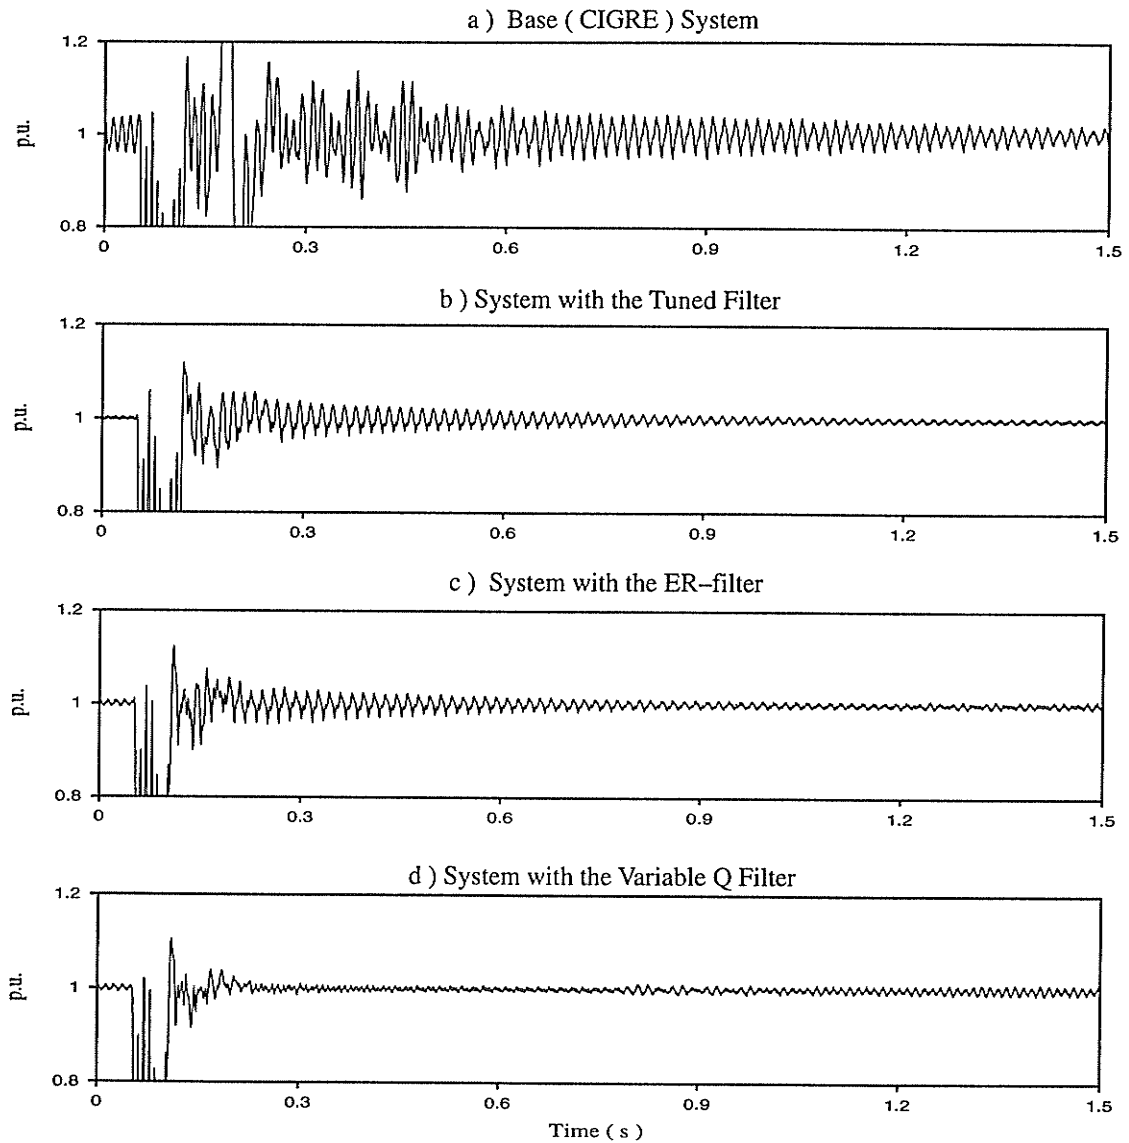 a ) Base ( CIGRE ) System
1.2
p.u.
1
0.8
0 0.3 0.6 0.9 1.2 1.5
b ) System with the Tuned Filter
1.2
p.u.
1
0.8
0 0.3 0.6 0.9 1.2 1.5
c ) System with the ER–filter
1.2
p.u.
1
0.8
0 0.3 0.6 0.9 1.2 1.5
d ) System with the Variable Q Filter
1.2
p.u.
1
0.8
0 0.3 0.6 0.9 1.2 1.5
Time ( s )